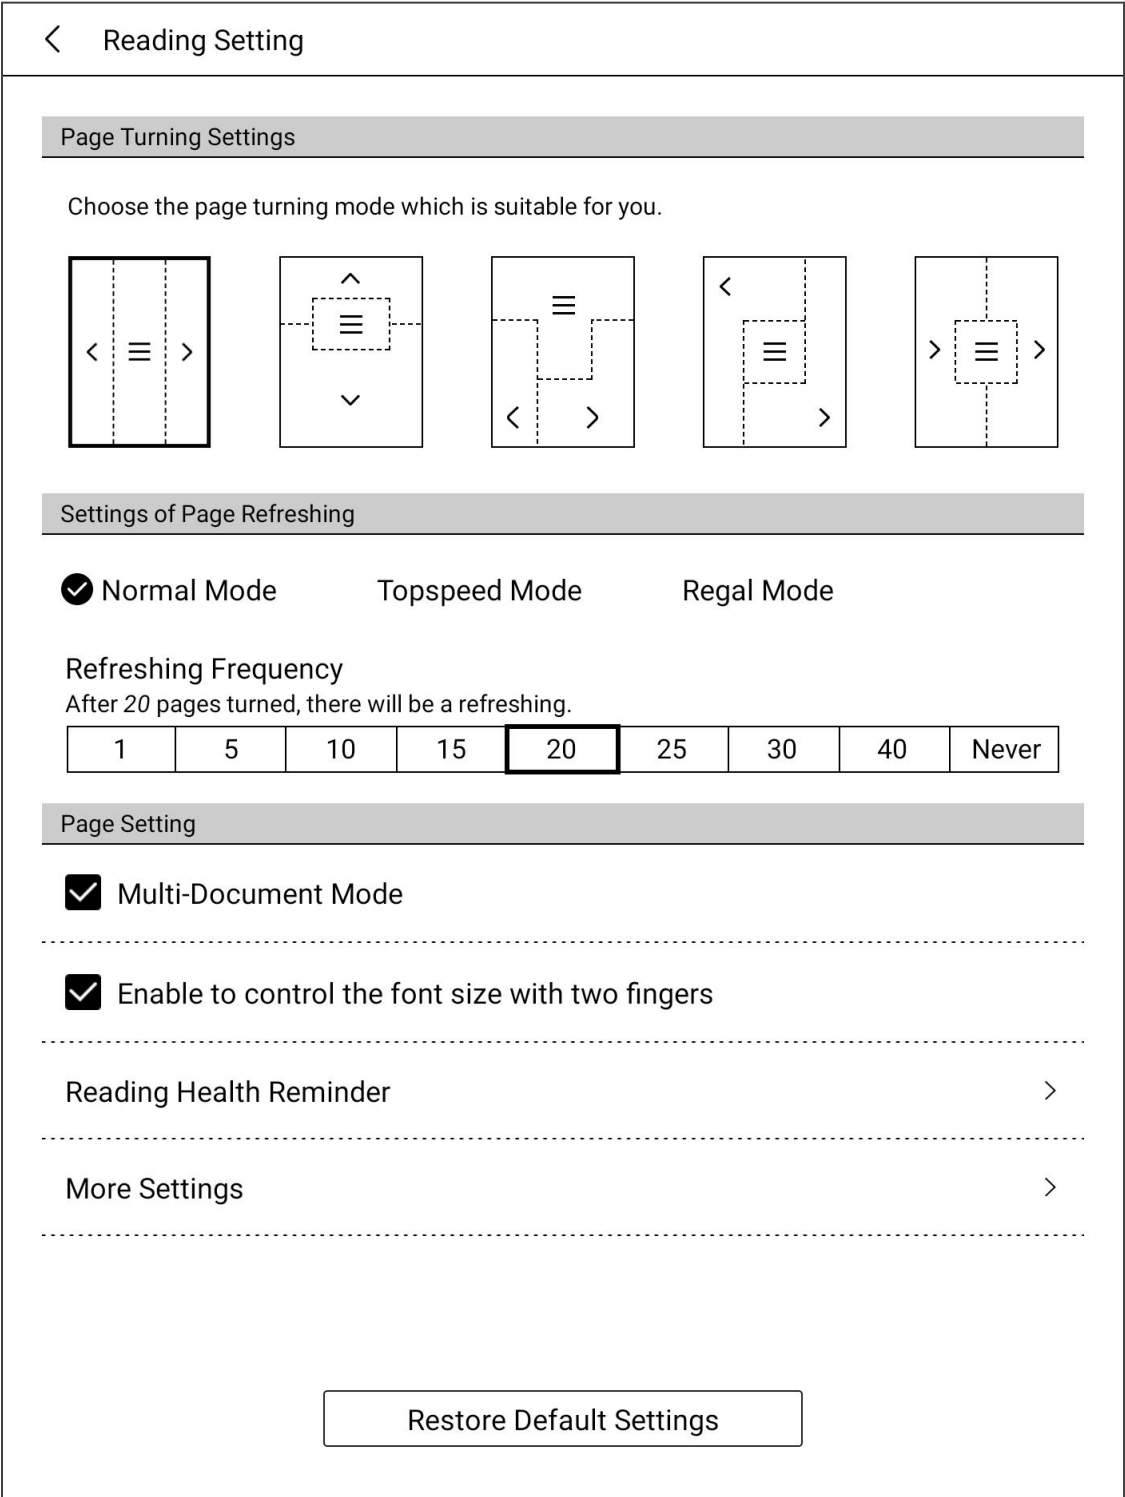 Reading Setting
Page Turning Settings
Choose the page turning mode which is suitable for you.
Settings of Page Refreshing
Normal Mode Topspeed Mode Regal Mode
Refreshing Frequency
After 20 pages turned, there will be a refreshing.
1 5 10 15 20 25 30 40 Never
Page Setting
Multi-Document Mode
Enable to control the font size with two fingers
Reading Health Reminder
More Settings
Restore Default Settings